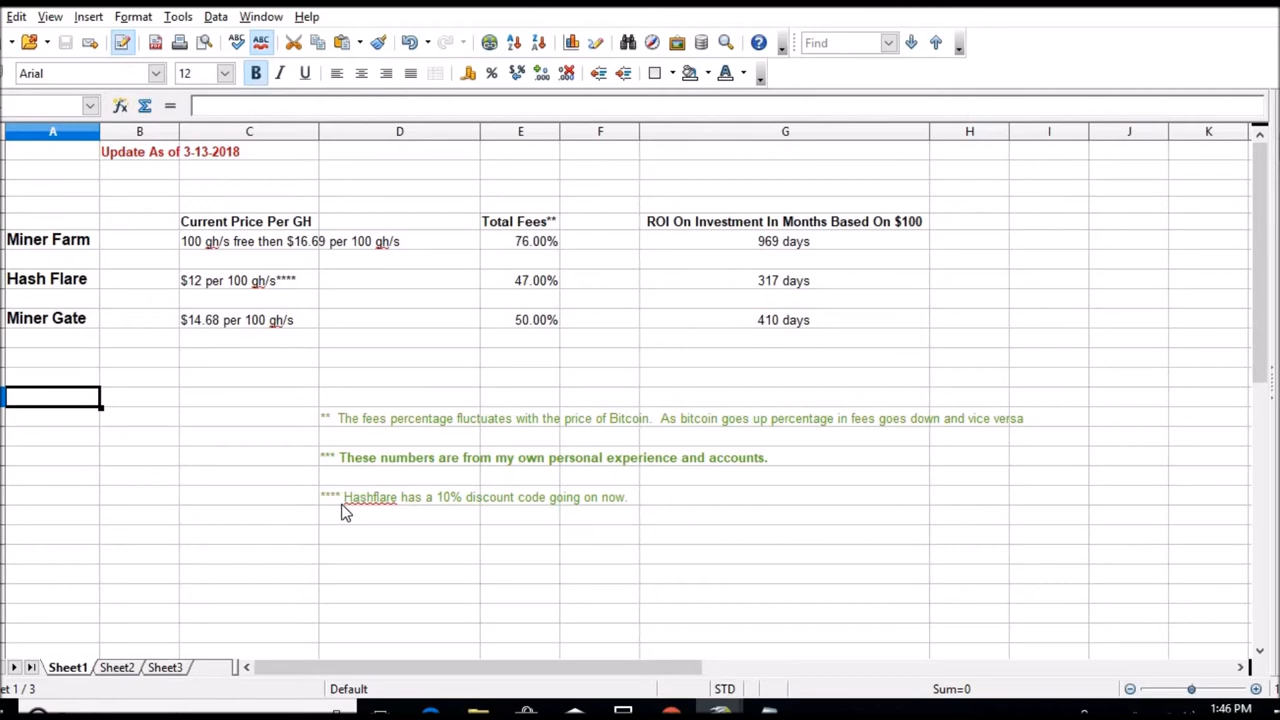 Edit View Insert Format Tools Data Window Help
Find
Arial 12
A B C D E F G H I J K
Update As of 3-13-2018
Current Price Per GH Total Fees** ROI On Investment In Months Based On $100
Miner Farm 100 gh/s free then $16.69 per 100 gh/s 76.00% 969 days
Hash Flare $12 per 100 gh/s**** 47.00% 317 days
Miner Gate $14.68 per 100 gh/s 50.00% 410 days
** The fees percentage fluctuates with the price of Bitcoin. As bitcoin goes up percentage in fees goes down and vice versa
*** These numbers are from my own personal experience and accounts.
**** Hashflare has a 10% discount code going on now.
Sheet1 Sheet2 Sheet3
et 1 / 3 Default STD Sum=0
1:46 PM